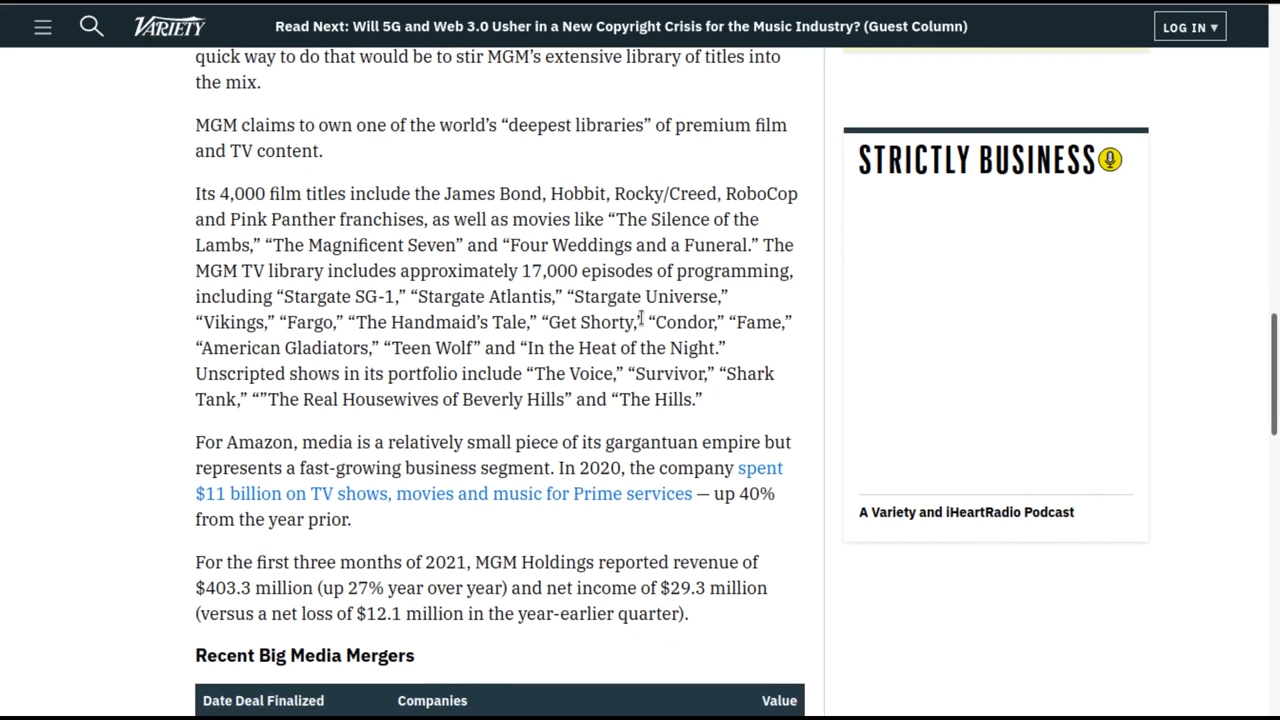 VARIETY
Read Next: Will 5G and Web 3.0 Usher in a New Copyright Crisis for the Music Industry? (Guest Column)
LOG IN ▼
quick way to do that would be to stir MGM’s extensive library of titles into
the mix.
MGM claims to own one of the world’s “deepest libraries” of premium film
and TV content.
Its 4,000 film titles include the James Bond, Hobbit, Rocky/Creed, RoboCop
and Pink Panther franchises, as well as movies like “The Silence of the
Lambs,” “The Magnificent Seven” and “Four Weddings and a Funeral.” The
MGM TV library includes approximately 17,000 episodes of programming,
including “Stargate SG-1,” “Stargate Atlantis,” “Stargate Universe,”
“Vikings,” “Fargo,” “The Handmaid’s Tale,” “Get Shorty,” “Condor,” “Fame,”
“American Gladiators,” “Teen Wolf” and “In the Heat of the Night.”
Unscripted shows in its portfolio include “The Voice,” “Survivor,” “Shark
Tank,” “”The Real Housewives of Beverly Hills” and “The Hills.”
For Amazon, media is a relatively small piece of its gargantuan empire but
represents a fast-growing business segment. In 2020, the company spent
$11 billion on TV shows, movies and music for Prime services — up 40%
from the year prior.
For the first three months of 2021, MGM Holdings reported revenue of
$403.3 million (up 27% year over year) and net income of $29.3 million
(versus a net loss of $12.1 million in the year-earlier quarter).
Recent Big Media Mergers
Date Deal Finalized Companies Value
STRICTLY BUSINESS
A Variety and iHeartRadio Podcast